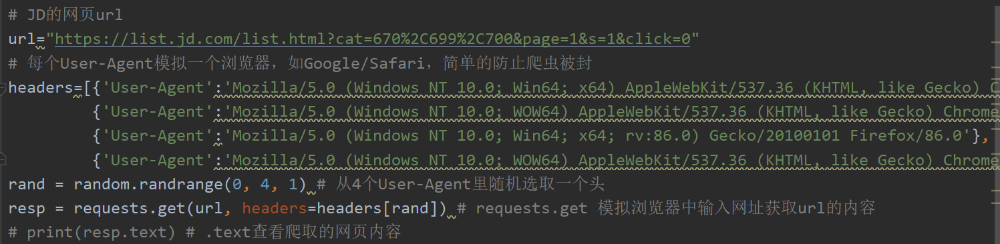 # JD的网页url
url="https://list.jd.com/list.html?cat=670%2C699%2C700&page=1&s=1&click=0"
# 每个User-Agent模拟一个浏览器，如Google/Safari，简单的防止爬虫被封
headers=[{'User-Agent':'Mozilla/5.0 (Windows NT 10.0; Win64; x64) AppleWebKit/537.36 (KHTML, like Gecko) C
{'User-Agent':'Mozilla/5.0 (Windows NT 10.0; WOW64) AppleWebKit/537.36 (KHTML, like Gecko) Chrome
{'User-Agent':'Mozilla/5.0 (Windows NT 10.0; Win64; x64; rv:86.0) Gecko/20100101 Firefox/86.0'},
{'User-Agent':'Mozilla/5.0 (Windows NT 10.0; WOW64) AppleWebKit/537.36 (KHTML, like Gecko) Chrome
rand = random.randrange(0, 4, 1) # 从4个User-Agent里随机选取一个头
resp = requests.get(url, headers=headers[rand]) # requests.get 模拟浏览器中输入网址获取url的内容
# print(resp.text) # .text查看爬取的网页内容